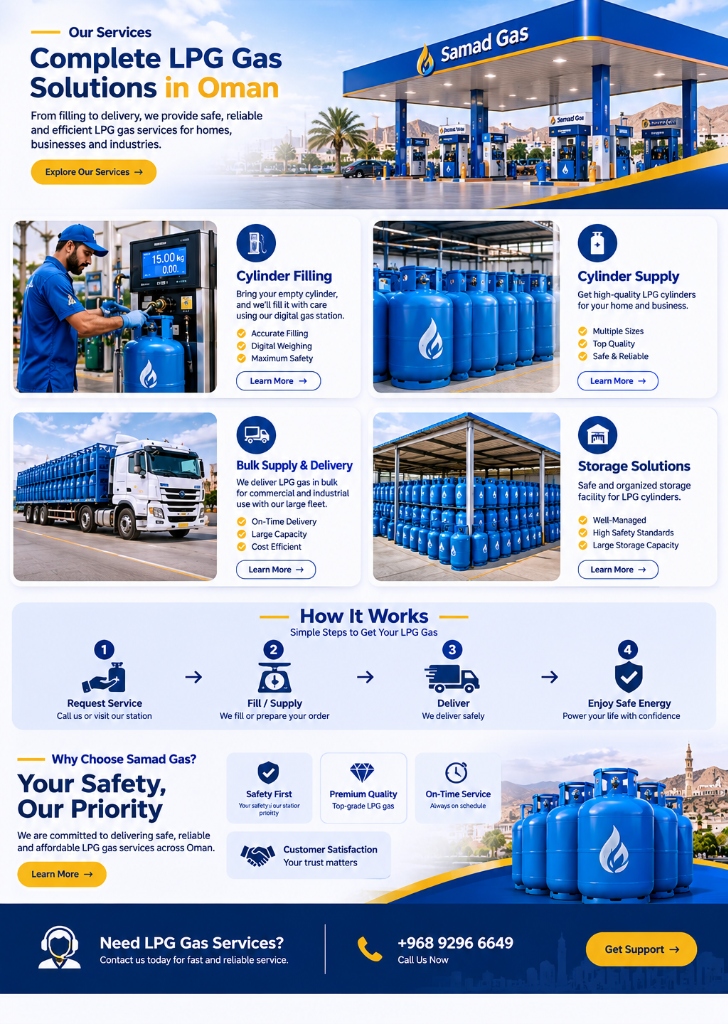 Our Services
Complete LPG Gas
Solutions in Oman
From filling to delivery, we provide safe, reliable
and efficient LPG gas services for homes,
businesses and industries.
Explore Our Services →
Samad Gas
Samad Gas
15.00 kg
0.00.
Cylinder Filling
Bring your empty cylinder,
and we'll fill it with care
using our digital gas station.
Accurate Filling
Digital Weighing
Maximum Safety
Learn More →
Cylinder Supply
Get high-quality LPG cylinders
for your home and business.
Multiple Sizes
Top Quality
Safe & Reliable
Learn More →
Bulk Supply & Delivery
We deliver LPG gas in bulk
for commercial and industrial
use with our large fleet.
On-Time Delivery
Large Capacity
Cost Efficient
Learn More →
Storage Solutions
Safe and organized storage
facility for LPG cylinders.
Well-Managed
High Safety Standards
Large Storage Capacity
Learn More →
How It Works
Simple Steps to Get Your LPG Gas
1
Request Service
Call us or visit our station
2
Fill / Supply
We fill or prepare your order
3
Deliver
We deliver safely
4
Enjoy Safe Energy
Power your life with confidence
Why Choose Samad Gas?
Your Safety,
Our Priority
We are committed to delivering safe, reliable
and affordable LPG gas services across Oman.
Learn More →
Safety First
Your safety
priority
Premium Quality
Top-grade LPG gas
On-Time Service
Always on schedule
Customer Satisfaction
Your trust matters
Need LPG Gas Services?
Contact us today for fast and reliable service.
+968 9296 6649
Call Us Now
Get Support →